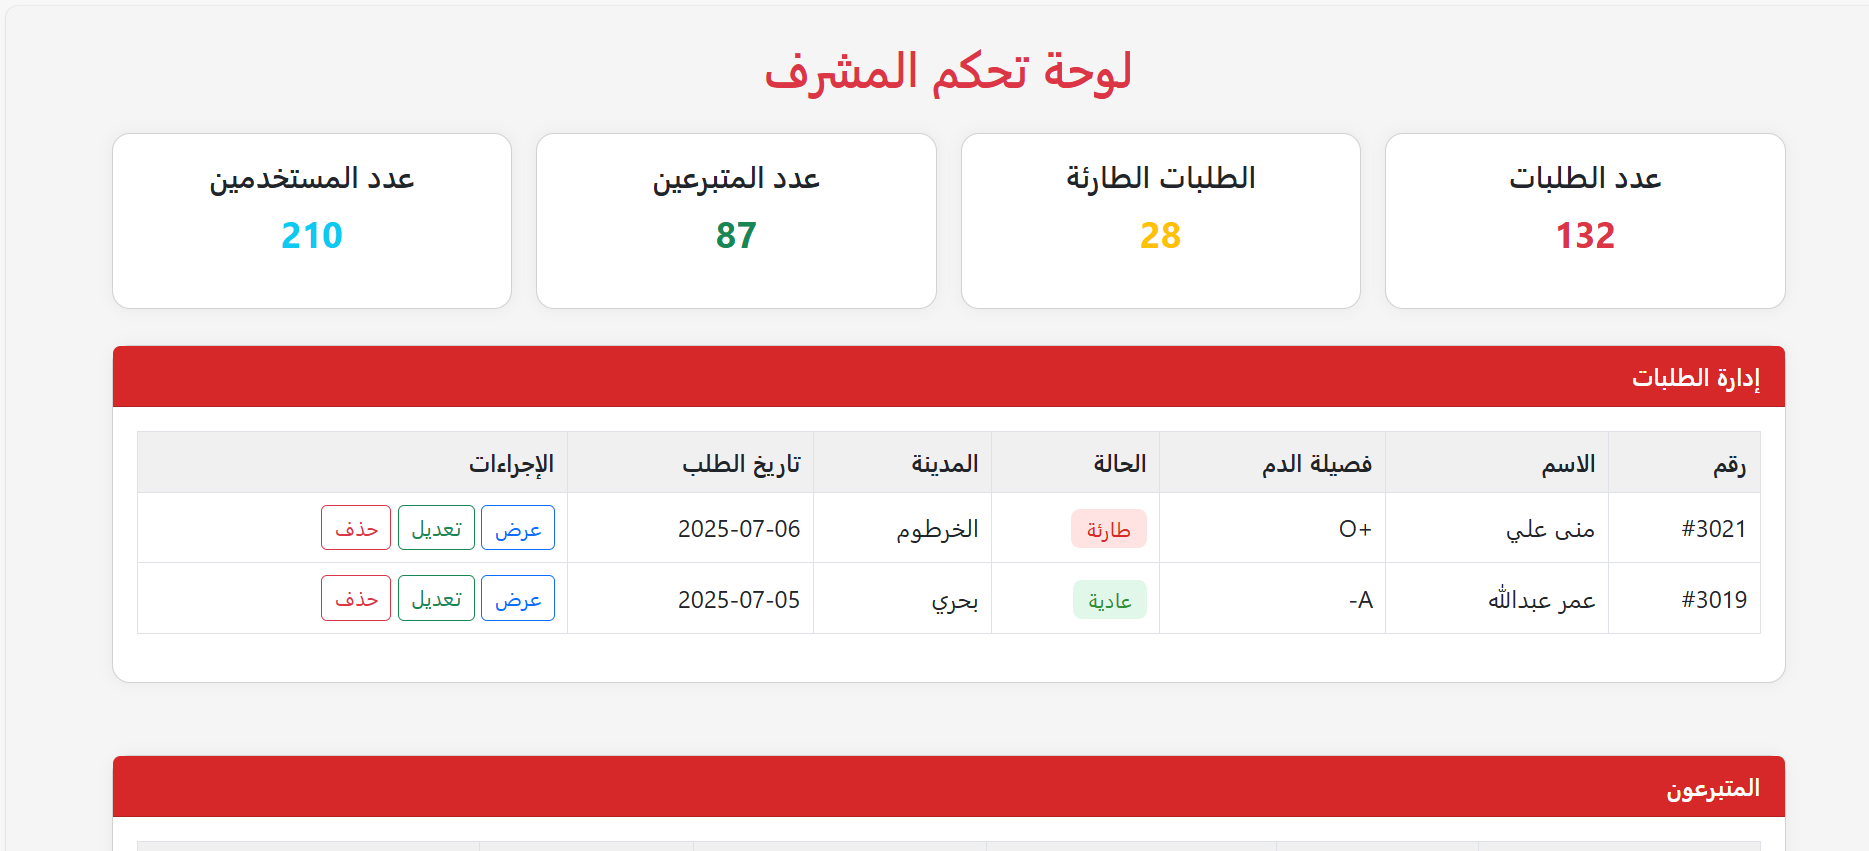 لوحة تحكم المشرف
عدد الطلبات
132
الطلبات الطارئة
28
عدد المتبرعين
87
عدد المستخدمين
210
إدارة الطلبات
رقم الاسم فصيلة الدم الحالة المدينة تاريخ الطلب الإجراءات
#3021 منى علي O+ طارئة الخرطوم 2025-07-06 عرض تعديل حذف
#3019 عمر عبدالله -A عادية بحري 2025-07-05 عرض تعديل حذف
المتبرعون